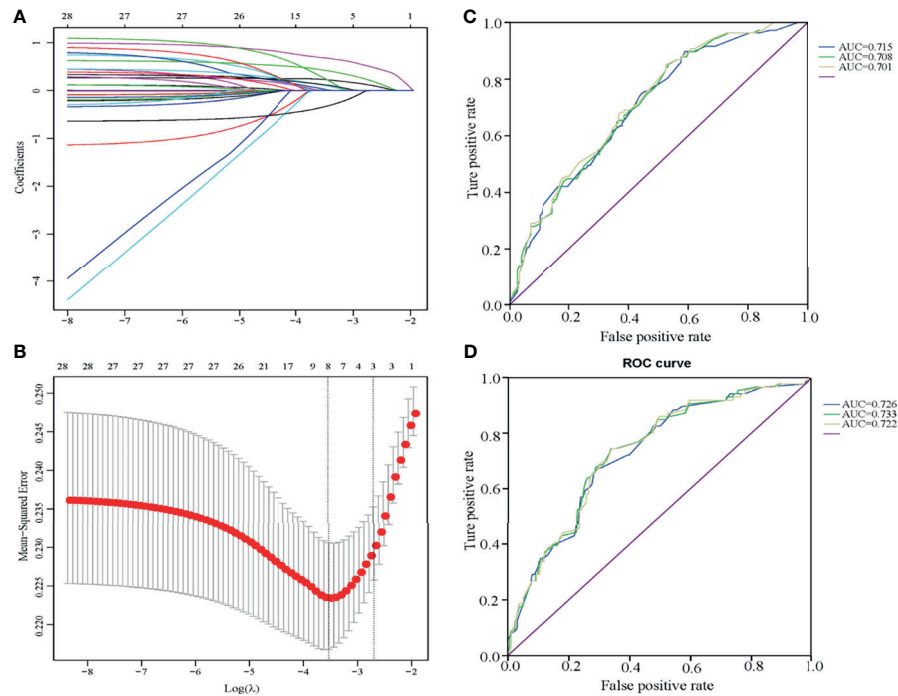 A
28 27 27 26 15 5 1
1
0
-1
-2
-3
-4
Coefficients
-8 -7 -6 -5 -4 -3 -2
B
28 28 27 27 27 27 26 21 17 9 8 7 4 3 3 1
0.250
0.245
0.240
0.235
0.230
0.225
0.220
Mean-Squared Error
-8 -7 -6 -5 -4 -3 -2
Log(λ)
C
1.0
0.8
0.6
0.4
0.2
0.0
Ture positive rate
0.0 0.2 0.4 0.6 0.8 1.0
False positive rate
AUC=0.715
AUC=0.708
AUC=0.701
D
ROC curve
1.0
0.8
0.6
0.4
0.2
0.0
Ture positive rate
0.0 0.2 0.4 0.6 0.8 1.0
False positive rate
AUC=0.726
AUC=0.733
AUC=0.722